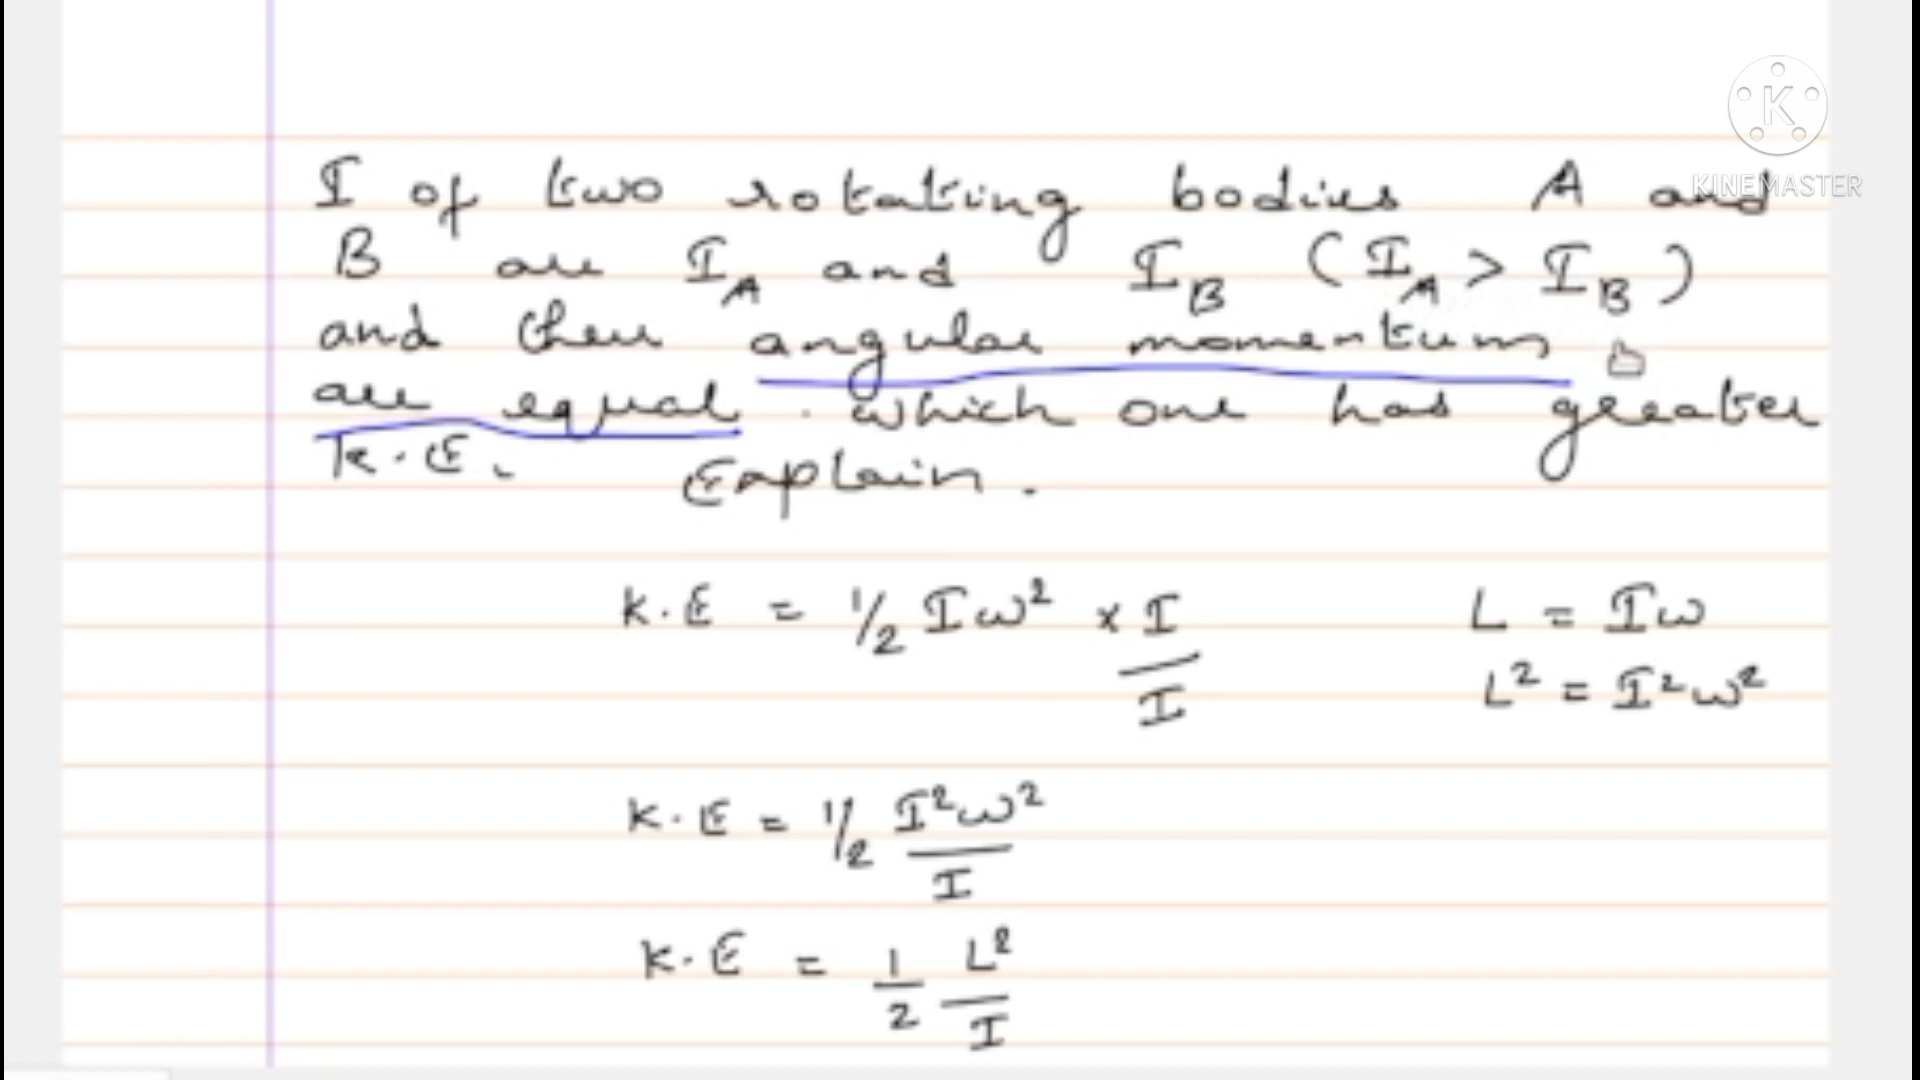 I of two rotating bodies A and
B are I_A and I_B (I_A > I_B)
and their angular momentum
are equal. which one has greater
K.E. Explain.
K.E = 1/2 Iω² × I/I
L = Iω
L² = I²ω²
K.E = 1/2 I²ω²/I
K.E = 1/2 L²/I
K
KINEMASTER